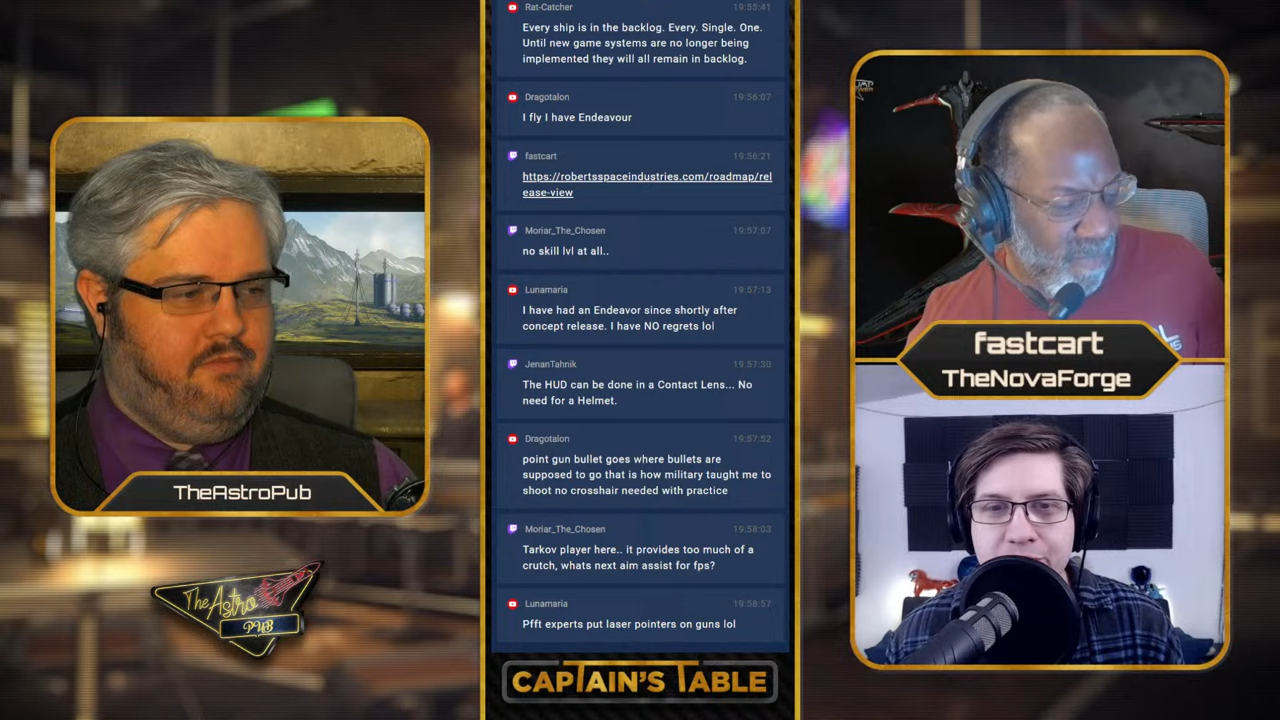 Rat-Catcher 19:55:41
Every ship is in the backlog. Every. Single. One.
Until new game systems are no longer being
implemented they will all remain in backlog.
Dragotalon 19:56:07
I fly I have Endeavour
fastcart 19:56:21
https://robertsspaceindustries.com/roadmap/rel
ease-view
Moriar_The_Chosen 19:57:07
no skill lvl at all..
Lunamaria 19:57:13
I have had an Endeavor since shortly after
concept release. I have NO regrets lol
JenanTahnik 19:57:30
The HUD can be done in a Contact Lens... No
need for a Helmet.
Dragotalon 19:57:52
point gun bullet goes where bullets are
supposed to go that is how military taught me to
shoot no crosshair needed with practice
Moriar_The_Chosen 19:58:03
Tarkov player here.. it provides too much of a
crutch, whats next aim assist for fps?
Lunamaria 19:58:57
Pfft experts put laser pointers on guns lol
CAPTAIN'S TABLE
TheAstroPub
The Astro
PUB
fastcart
TheNovaForge